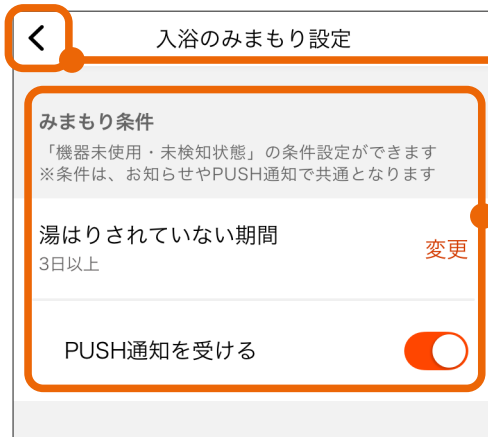 入浴のみまもり設定
みまもり条件
「機器未使用・未検知状態」の条件設定ができます
※条件は、お知らせやPUSH通知で共通となります
湯はりされていない期間
変更
3日以上
PUSH通知を受ける